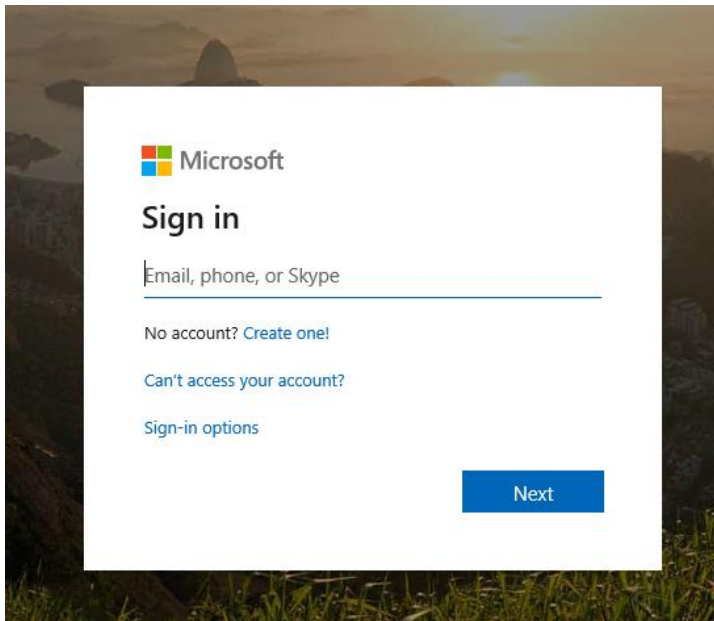 Microsoft
Sign in
Email, phone, or Skype
No account? Create one!
Can't access your account?
Sign-in options
Next